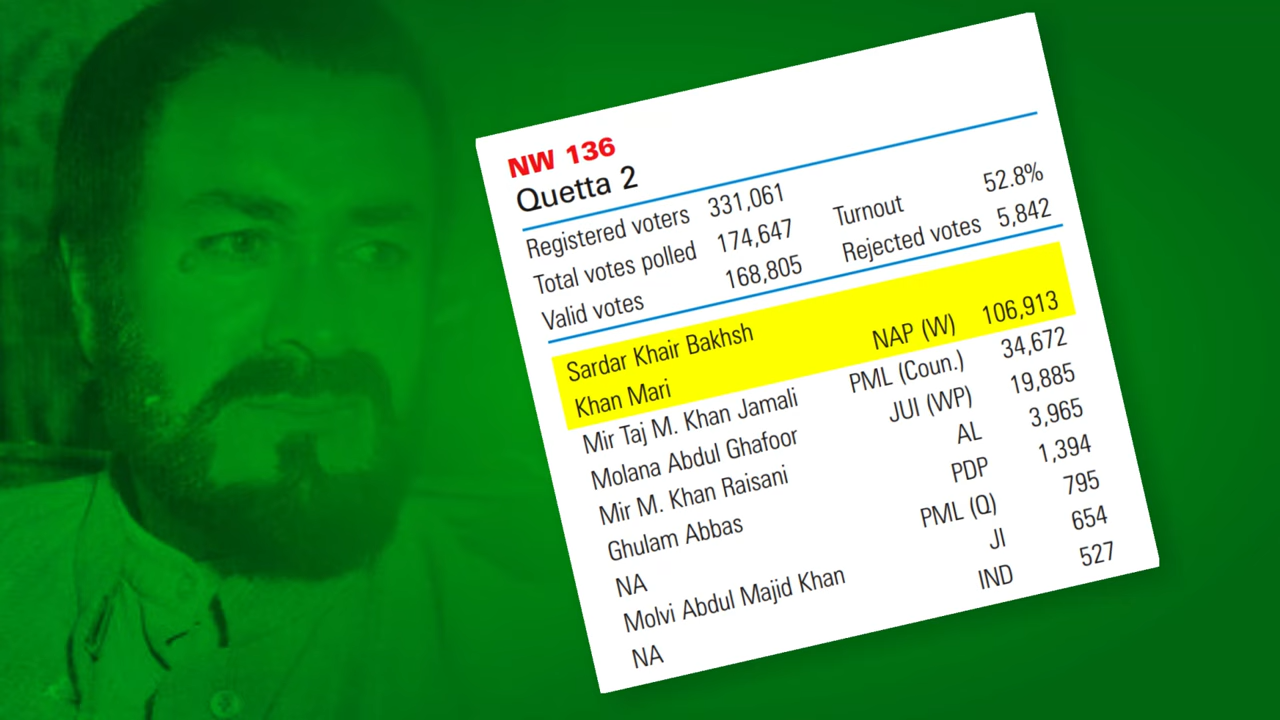 NW 136
Quetta 2
Registered voters 331,061 Turnout 52.8%
Total votes polled 174,647 Rejected votes 5,842
Valid votes 168,805
Sardar Khair Bakhsh
Khan Mari NAP (W) 106,913
Mir Taj M. Khan Jamali PML (Coun.) 34,672
Molana Abdul Ghafoor JUI (WP) 19,885
Mir M. Khan Raisani AL 3,965
Ghulam Abbas PDP 1,394
NA PML (Q) 795
Molvi Abdul Majid Khan JI 654
NA IND 527